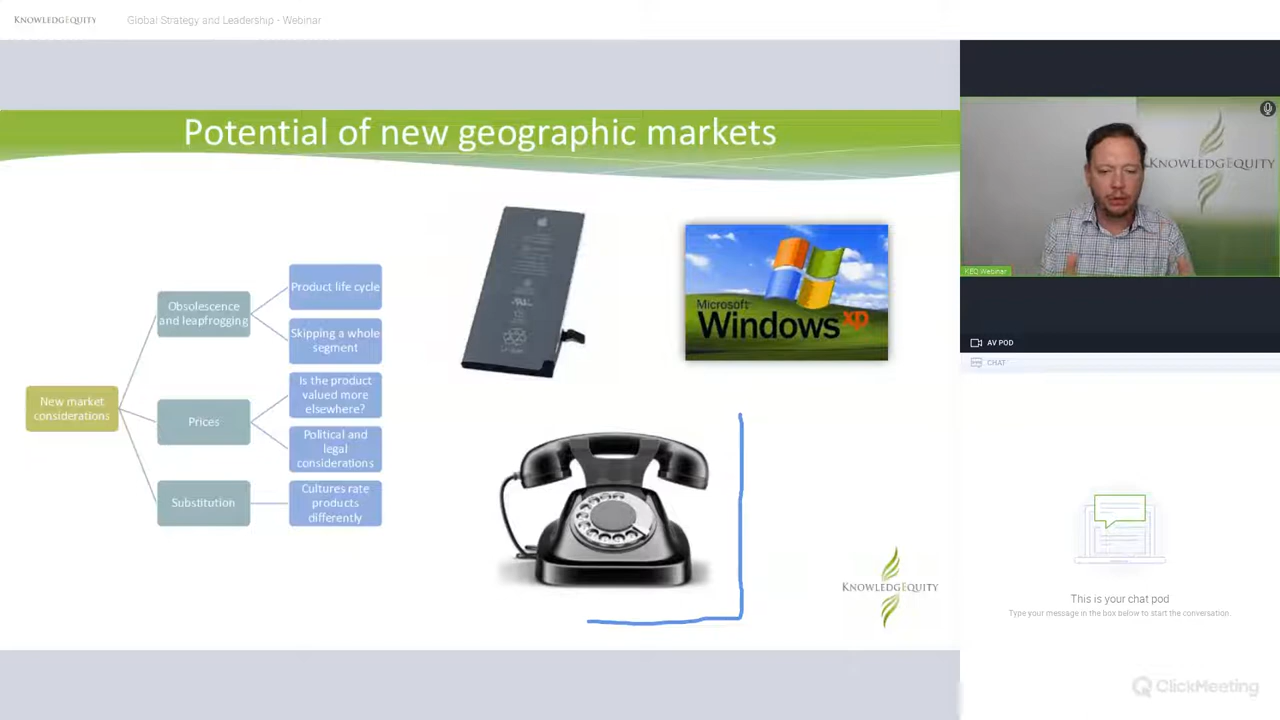 KNOWLEDGEQUITY
Global Strategy and Leadership - Webinar
Potential of new geographic markets
New market
considerations
Obsolescence
and leapfrogging
Product life cycle
Skipping a whole
segment
Prices
Is the product
valued more
elsewhere?
Political and
legal
considerations
Substitution
Cultures rate
products
differently
Microsoft
Windows xp
KNOWLEDGEQUITY
KNOWLEDGEQUITY
KEQ Webinar
AV POD
CHAT
This is your chat pod
Type your message in the box below to start the conversation.
ClickMeeting